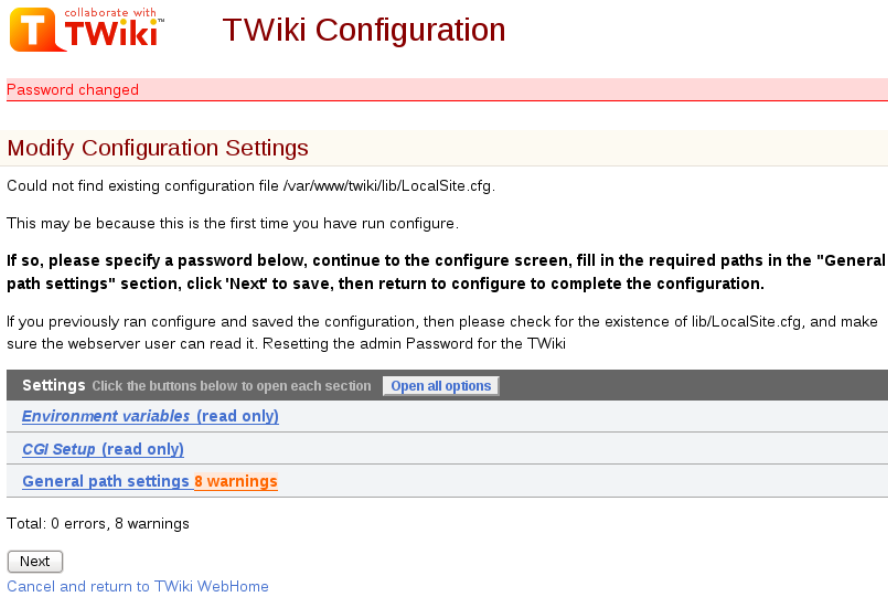 collaborate with
TWiki™
TWiki Configuration
Password changed
Modify Configuration Settings
Could not find existing configuration file /var/www/twiki/lib/LocalSite.cfg.
This may be because this is the first time you have run configure.
If so, please specify a password below, continue to the configure screen, fill in the required paths in the "General
path settings" section, click 'Next' to save, then return to configure to complete the configuration.
If you previously ran configure and saved the configuration, then please check for the existence of lib/LocalSite.cfg, and make
sure the webserver user can read it. Resetting the admin Password for the TWiki
Settings Click the buttons below to open each section Open all options
Environment variables (read only)
CGI Setup (read only)
General path settings 8 warnings
Total: 0 errors, 8 warnings
Next
Cancel and return to TWiki WebHome